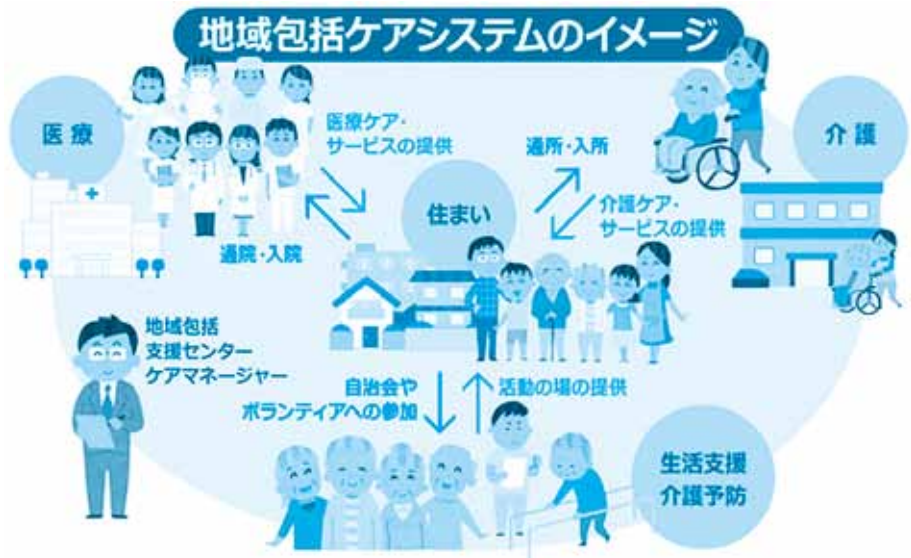 地域包括ケアシステムのイメージ
医療
医療ケア・
サービスの提供
通院・入院
住まい
通所・入所
介護ケア・
サービスの提供
介護
地域包括
支援センター
ケアマネージャー
自治会や
ボランティアへの参加
活動の場の提供
生活支援
介護予防